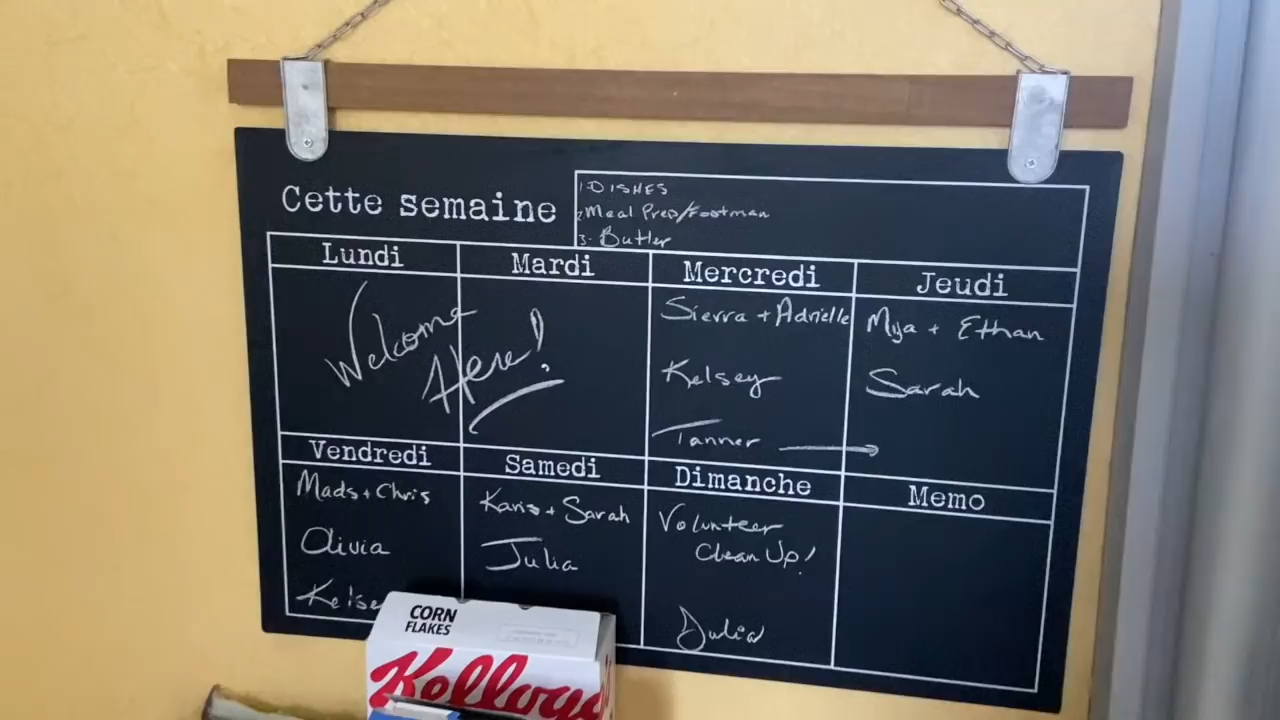 Cette semaine
1. DISHES
2. Meal Prep/Footman
3. Butler
Lundi
Mardi
Mercredi
Jeudi
Welcome
Here!
Sierra + Adrielle
Kelsey
Tanner
Mya + Ethan
Sarah
Vendredi
Samedi
Dimanche
Memo
Mads + Chris
Olivia
Karis + Sarah
Julia
Volunteer
Clean Up!
Julia
CORN
FLAKES